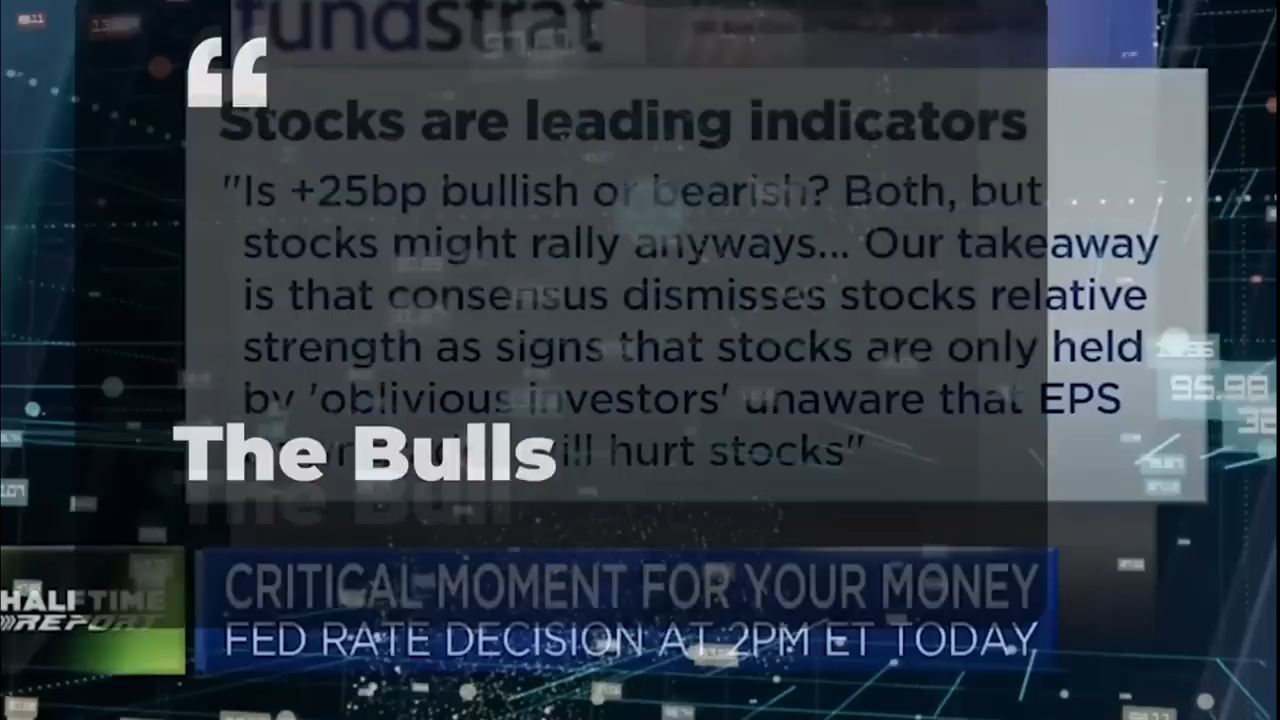 fundstrat
“
Stocks are leading indicators
"Is +25bp bullish or bearish? Both, but
stocks might rally anyways... Our takeaway
is that consensus dismisses stocks relative
strength as signs that stocks are only held
by 'oblivious investors' unaware that EPS
will hurt stocks"
The Bulls
The Bull
CRITICAL MOMENT FOR YOUR MONEY
FED RATE DECISION AT 2PM ET TODAY
HALFTIME
REPORT
95.98